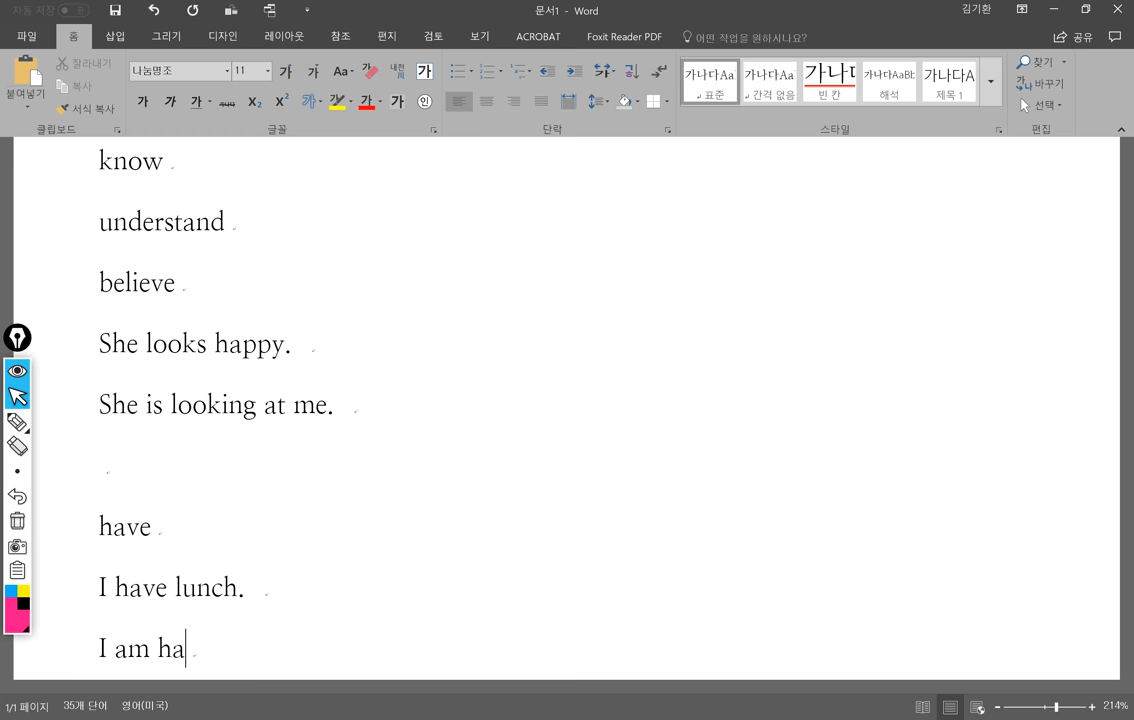 자동 저장
문서1 - Word
김기환
파일 홈 삽입 그리기 디자인 레이아웃 참조 편지 검토 보기 ACROBAT Foxit Reader PDF 어떤 작업을 원하시나요? 공유
붙여넣기
잘라내기
복사
서식 복사
클립보드
나눔명조 11 가 가 Aa 가 내천 가
가 가 가 X₂ X² 가 가 가 가 인
글꼴
단락
가나다Aa
표준
가나다Aa
간격 없음
가나다
빈 칸
가나다AaBb
해석
가나다A
제목 1
스타일
찾기
바꾸기
선택
편집
know
understand
believe
She looks happy.
She is looking at me.
have
I have lunch.
I am ha
1/1 페이지 35개 단어 영어(미국) 214%